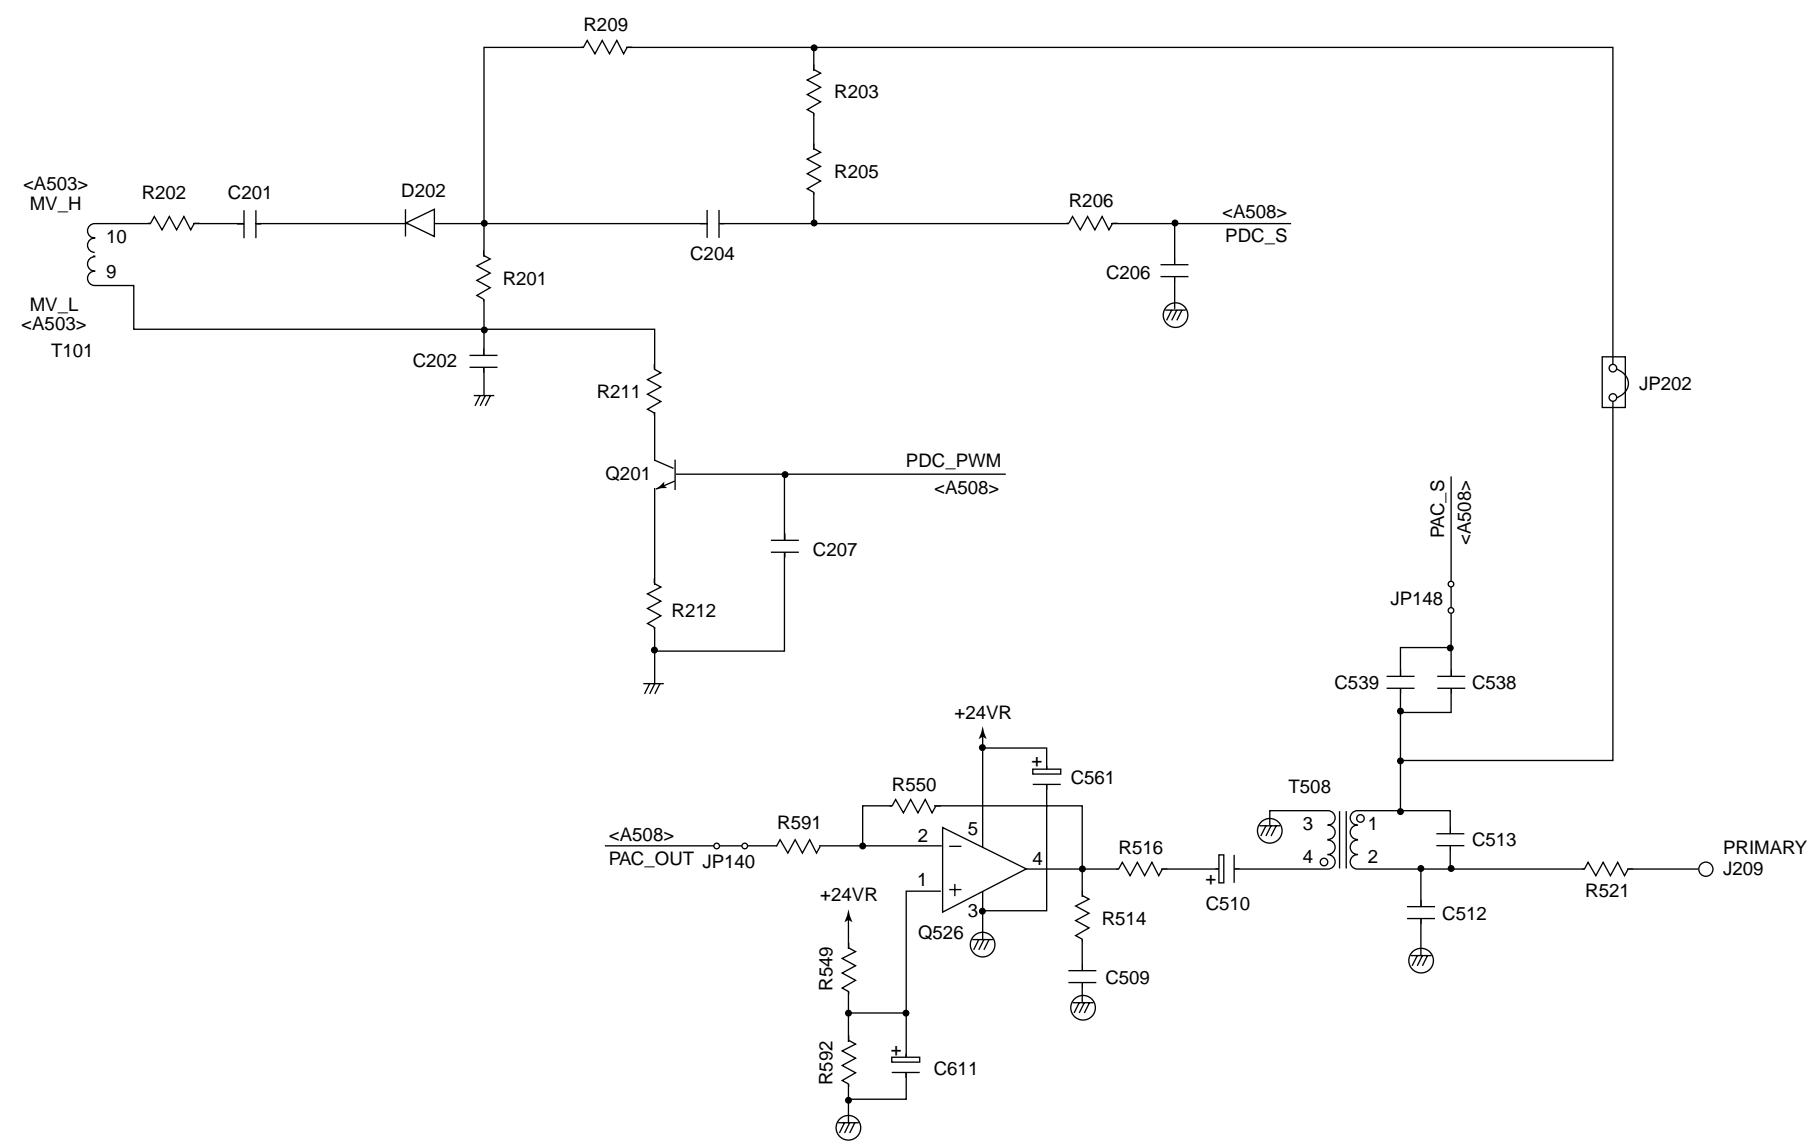 R209
R203
R205
<A503>
MV_H
R202
C201
D202
R206
<A508>
PDC_S
10
9
C204
C206
R201
MV_L
<A503>
T101
C202
R211
JP202
Q201
PDC_PWM
<A508>
PAC_S
<A508>
C207
R212
JP148
C539
C538
+24VR
C561
T508
R550
<A508>
PAC_OUT
JP140
R591
2
5
−
4
1
+
3
Q526
+
R516
+
C510
3
4
1
2
C513
PRIMARY
J209
R521
C512
+24VR
R514
R549
C509
R592
+
C611